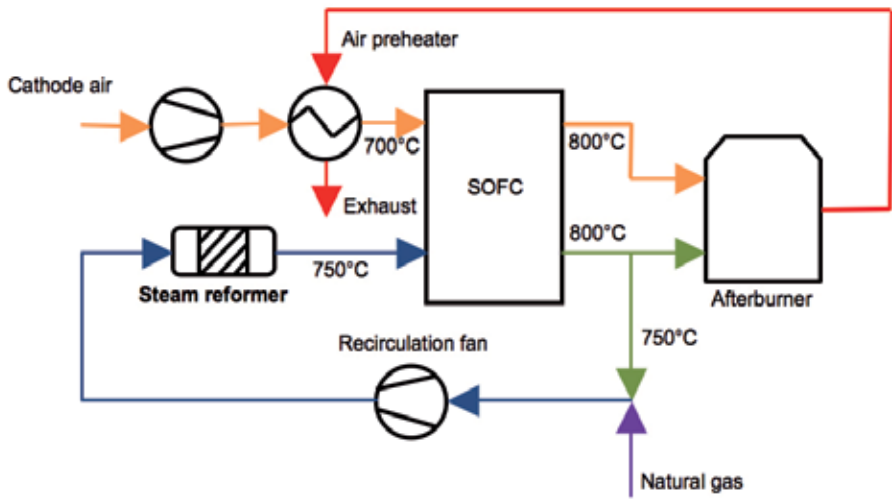 Air preheater
Cathode air
700°C
800°C
SOFC
Exhaust
800°C
750°C
Steam reformer
Afterburner
Recirculation fan
750°C
Natural gas